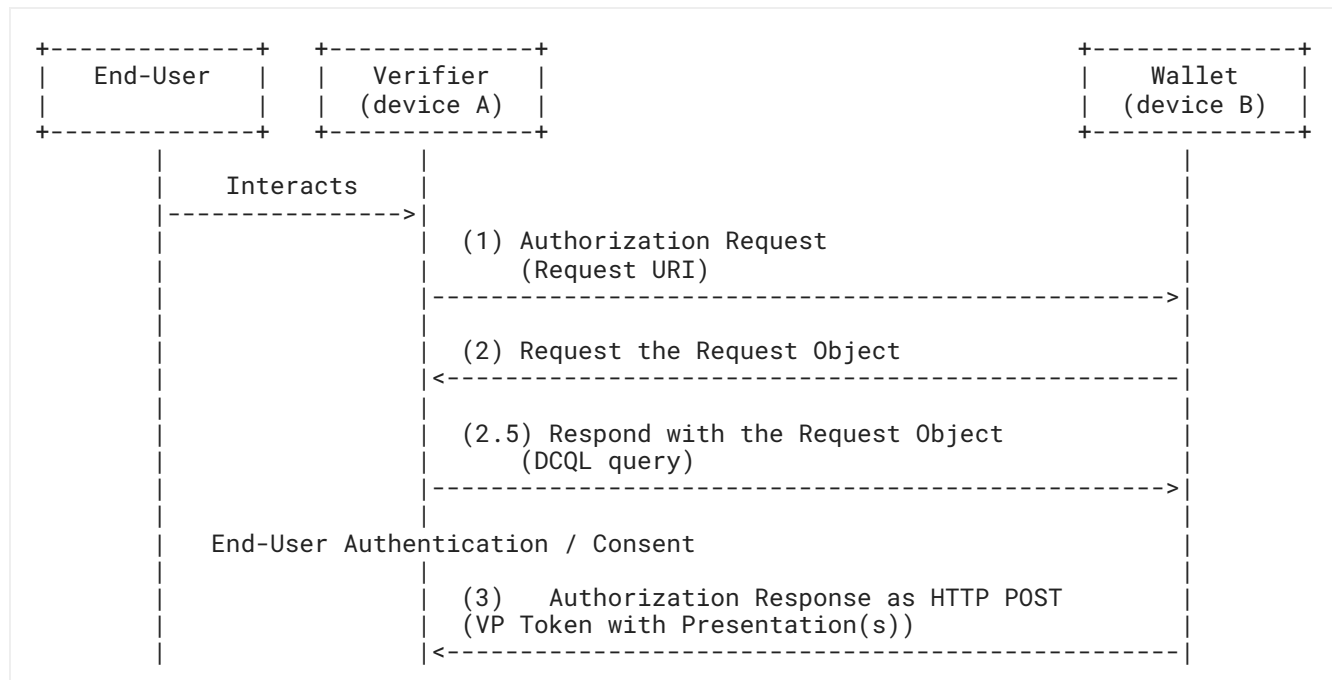 End-User Verifier Wallet
(device A) (device B)
Interacts
(1) Authorization Request
(Request URI)
(2) Request the Request Object
(2.5) Respond with the Request Object
(DCQL query)
End-User Authentication / Consent
(3) Authorization Response as HTTP POST
(VP Token with Presentation(s))